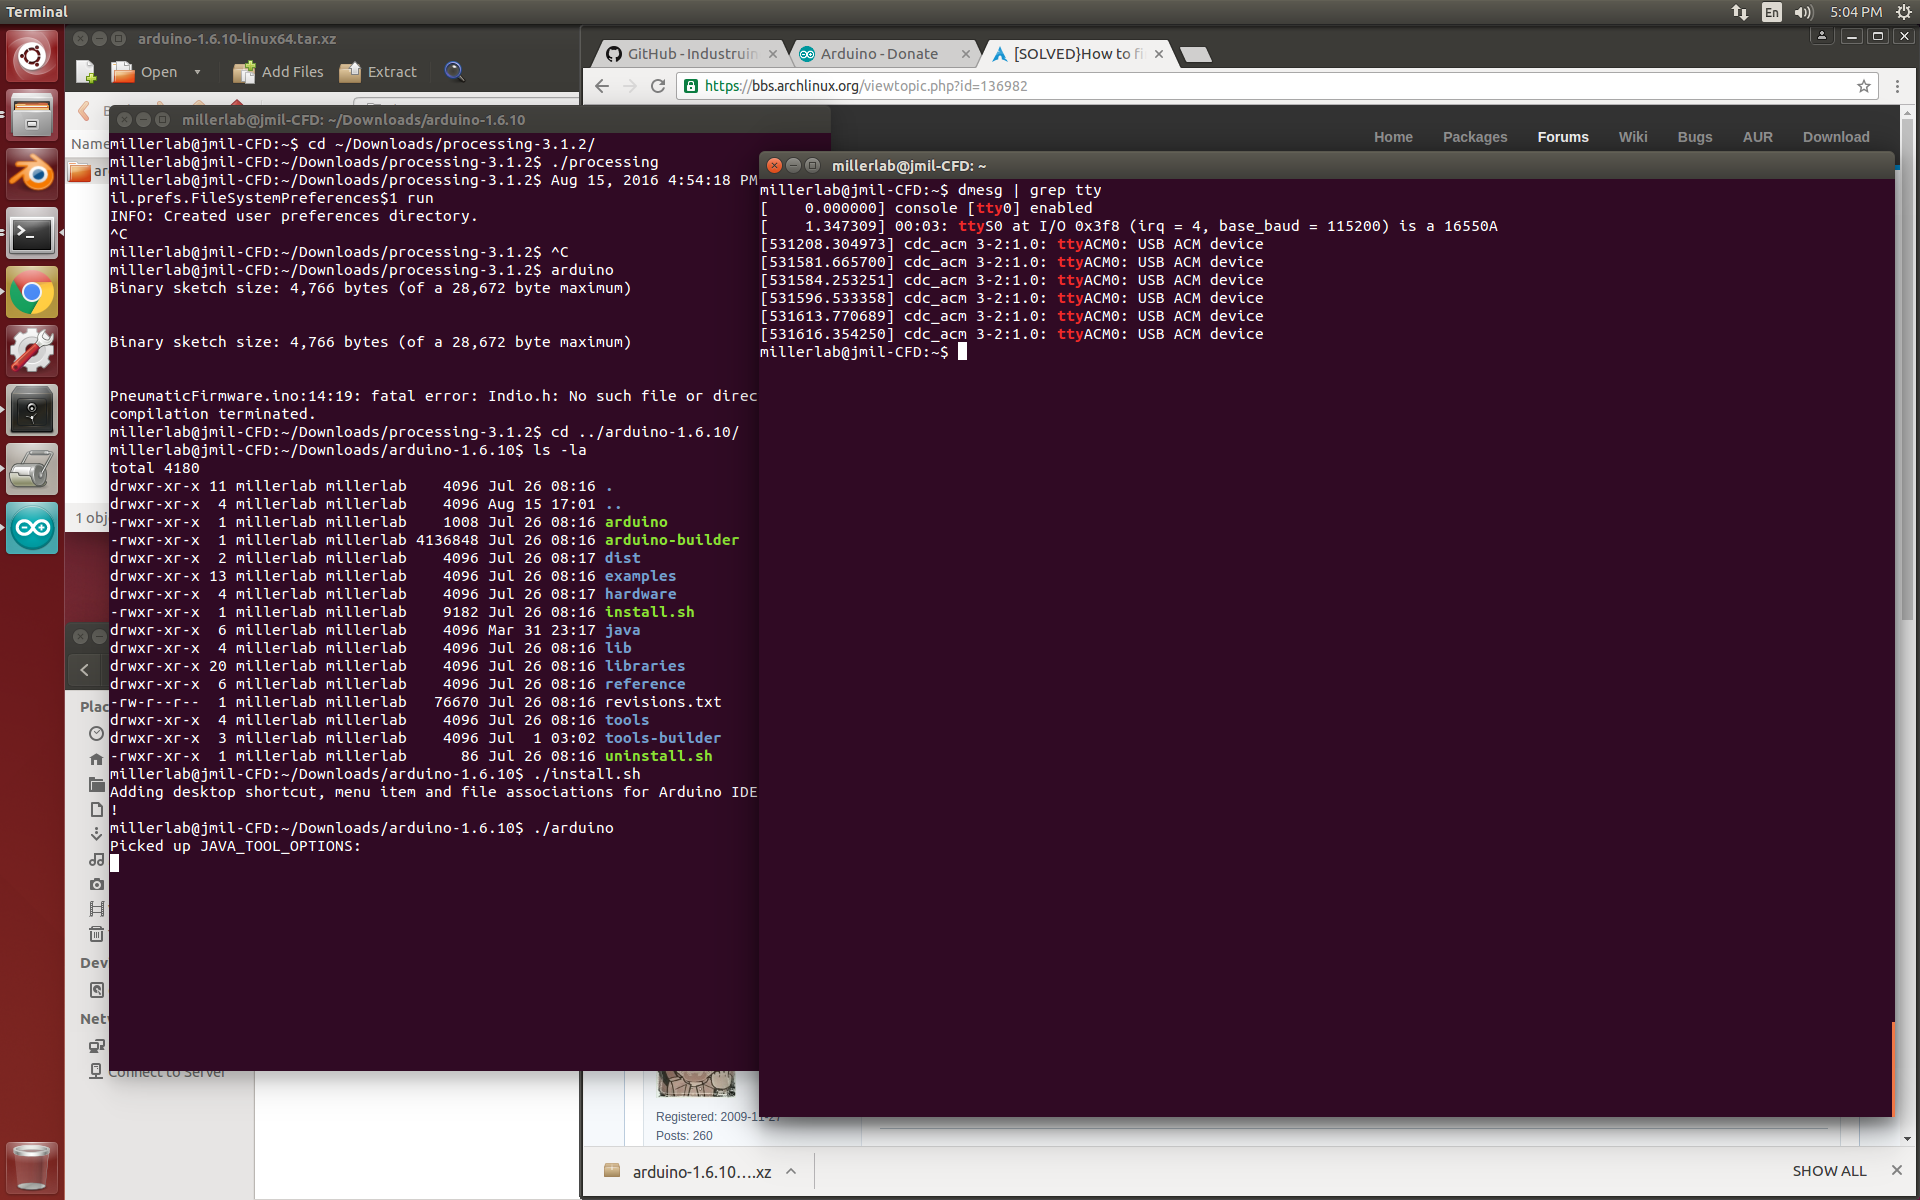 Terminal
En
5:04 PM
arduino-1.6.10-linux64.tar.xz
Open
Add Files
Extract
Name
ar
1 obj
GitHub - Industruin
Arduino - Donate
[SOLVED}How to fi
https://bbs.archlinux.org/viewtopic.php?id=136982
Home Packages Forums Wiki Bugs AUR Download
millerlab@jmil-CFD: ~/Downloads/arduino-1.6.10
millerlab@jmil-CFD:~$ cd ~/Downloads/processing-3.1.2/
millerlab@jmil-CFD:~/Downloads/processing-3.1.2$ ./processing
millerlab@jmil-CFD:~/Downloads/processing-3.1.2$ Aug 15, 2016 4:54:18 PM
il.prefs.FileSystemPreferences$1 run
INFO: Created user preferences directory.
^C
millerlab@jmil-CFD:~/Downloads/processing-3.1.2$ ^C
millerlab@jmil-CFD:~/Downloads/processing-3.1.2$ arduino
Binary sketch size: 4,766 bytes (of a 28,672 byte maximum)
Binary sketch size: 4,766 bytes (of a 28,672 byte maximum)
PneumaticFirmware.ino:14:19: fatal error: Indio.h: No such file or direc
compilation terminated.
millerlab@jmil-CFD:~/Downloads/processing-3.1.2$ cd ../arduino-1.6.10/
millerlab@jmil-CFD:~/Downloads/arduino-1.6.10$ ls -la
total 4180
drwxr-xr-x 11 millerlab millerlab    4096 Jul 26 08:16 .
drwxr-xr-x  4 millerlab millerlab    4096 Aug 15 17:01 ..
-rwxr-xr-x  1 millerlab millerlab    1008 Jul 26 08:16 arduino
-rwxr-xr-x  1 millerlab millerlab 4136848 Jul 26 08:16 arduino-builder
drwxr-xr-x  2 millerlab millerlab    4096 Jul 26 08:17 dist
drwxr-xr-x 13 millerlab millerlab    4096 Jul 26 08:16 examples
drwxr-xr-x  4 millerlab millerlab    4096 Jul 26 08:17 hardware
-rwxr-xr-x  1 millerlab millerlab    9182 Jul 26 08:16 install.sh
drwxr-xr-x  6 millerlab millerlab    4096 Mar 31 23:17 java
drwxr-xr-x  4 millerlab millerlab    4096 Jul 26 08:16 lib
drwxr-xr-x 20 millerlab millerlab    4096 Jul 26 08:16 libraries
drwxr-xr-x  6 millerlab millerlab    4096 Jul 26 08:16 reference
-rw-r--r--  1 millerlab millerlab   76670 Jul 26 08:16 revisions.txt
drwxr-xr-x  4 millerlab millerlab    4096 Jul 26 08:16 tools
drwxr-xr-x  3 millerlab millerlab    4096 Jul  1 03:02 tools-builder
-rwxr-xr-x  1 millerlab millerlab      86 Jul 26 08:16 uninstall.sh
millerlab@jmil-CFD:~/Downloads/arduino-1.6.10$ ./install.sh
Adding desktop shortcut, menu item and file associations for Arduino IDE
!
millerlab@jmil-CFD:~/Downloads/arduino-1.6.10$ ./arduino
Picked up JAVA_TOOL_OPTIONS:
millerlab@jmil-CFD: ~
millerlab@jmil-CFD:~$ dmesg | grep tty
[    0.000000] console [tty0] enabled
[    1.347309] 00:03: ttyS0 at I/O 0x3f8 (irq = 4, base_baud = 115200) is a 16550A
[531208.304973] cdc_acm 3-2:1.0: ttyACM0: USB ACM device
[531581.665700] cdc_acm 3-2:1.0: ttyACM0: USB ACM device
[531584.253251] cdc_acm 3-2:1.0: ttyACM0: USB ACM device
[531596.533358] cdc_acm 3-2:1.0: ttyACM0: USB ACM device
[531613.770689] cdc_acm 3-2:1.0: ttyACM0: USB ACM device
[531616.354250] cdc_acm 3-2:1.0: ttyACM0: USB ACM device
millerlab@jmil-CFD:~$
Plac
Dev
Netw
Connect to Server
Registered: 2009-11-27
Posts: 260
arduino-1.6.10....xz
SHOW ALL